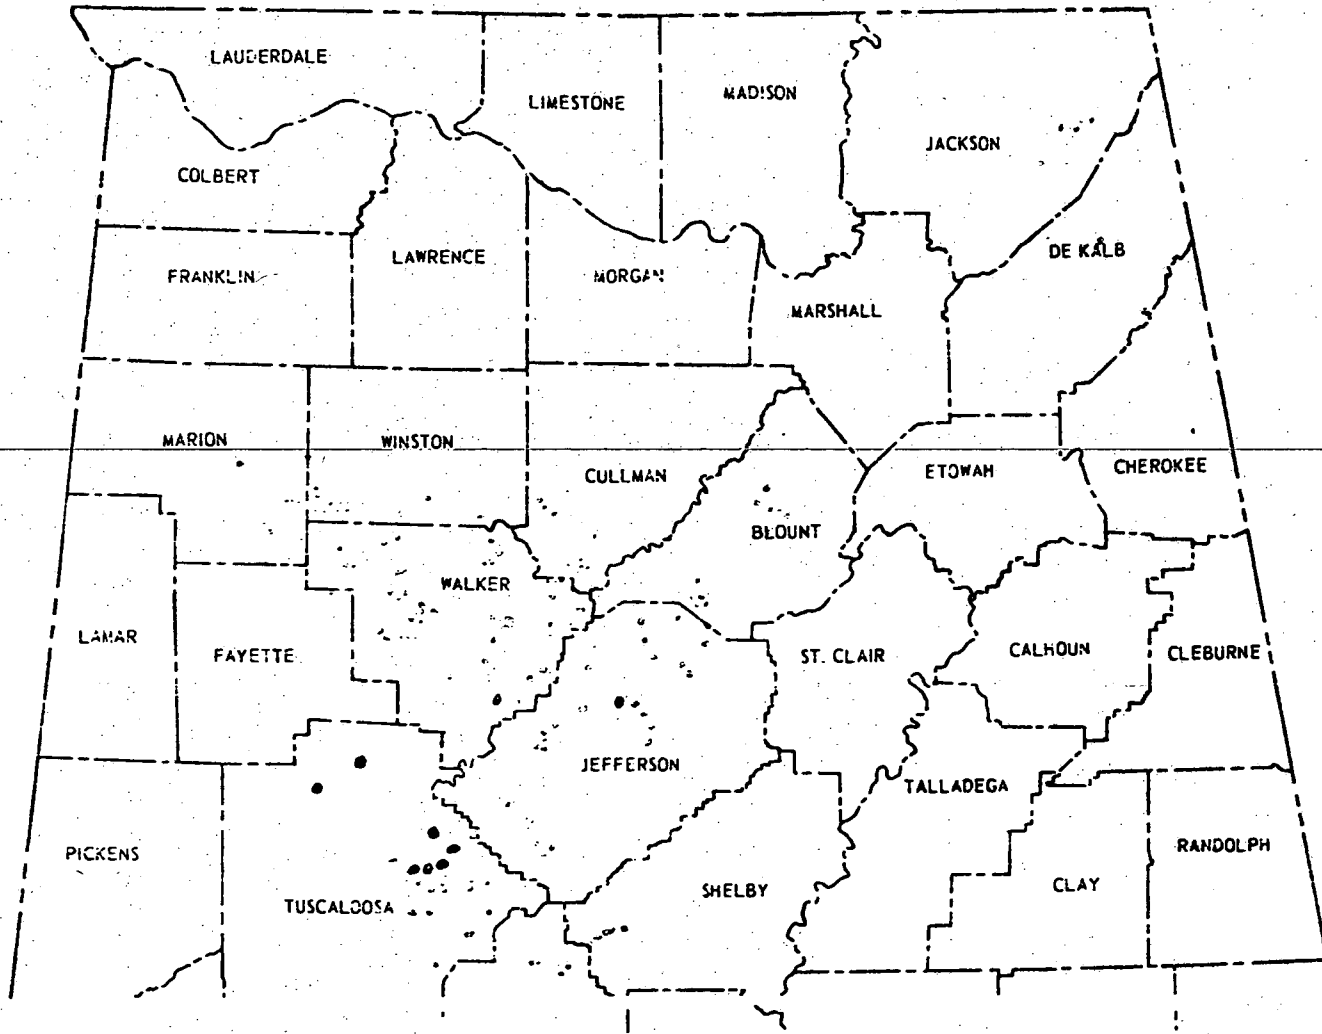 LAUDERDALE
LIMESTONE
MADISON
JACKSON
COLBERT
LAWRENCE
FRANKLIN
MORGAN
DE KALB
MARSHALL
MARION
WINSTON
CULLMAN
ETOWAH
CHEROKEE
BLOUNT
WALKER
LAMAR
FAYETTE
ST. CLAIR
CALHOUN
CLEBURNE
JEFFERSON
TALLADEGA
PICKENS
RANDOLPH
TUSCALOOSA
SHELBY
CLAY